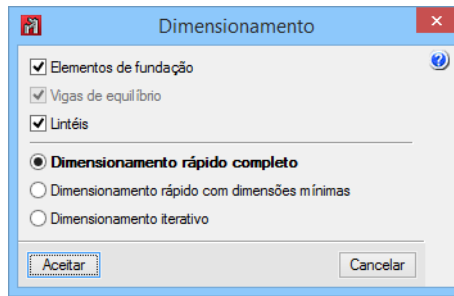 Dimensionamento
Elementos de fundação
Vigas de equilíbrio
Lintéis
Dimensionamento rápido completo
Dimensionamento rápido com dimensões mínimas
Dimensionamento iterativo
Aceitar
Cancelar